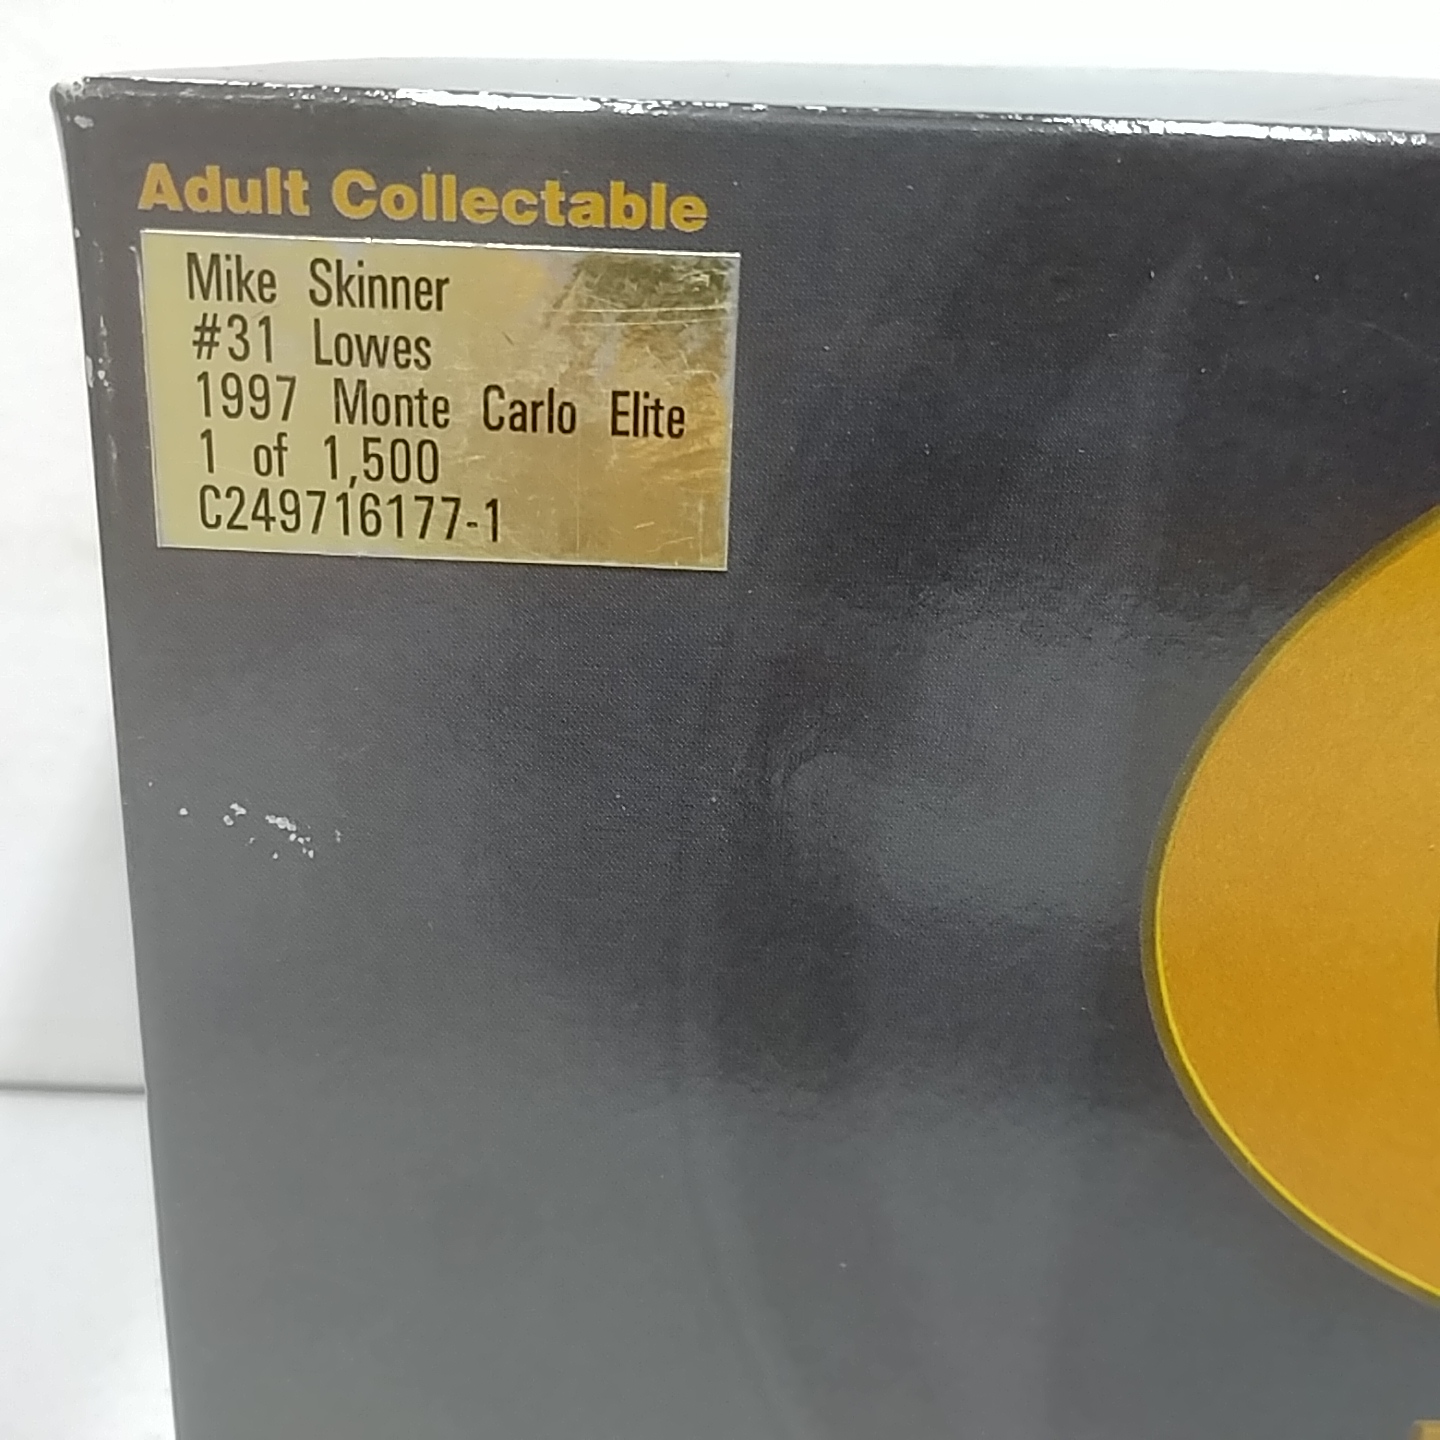 Adult Collectable
Mike Skinner
#31 Lowes
1997 Monte Carlo Elite
1 of 1,500
C249716177-1